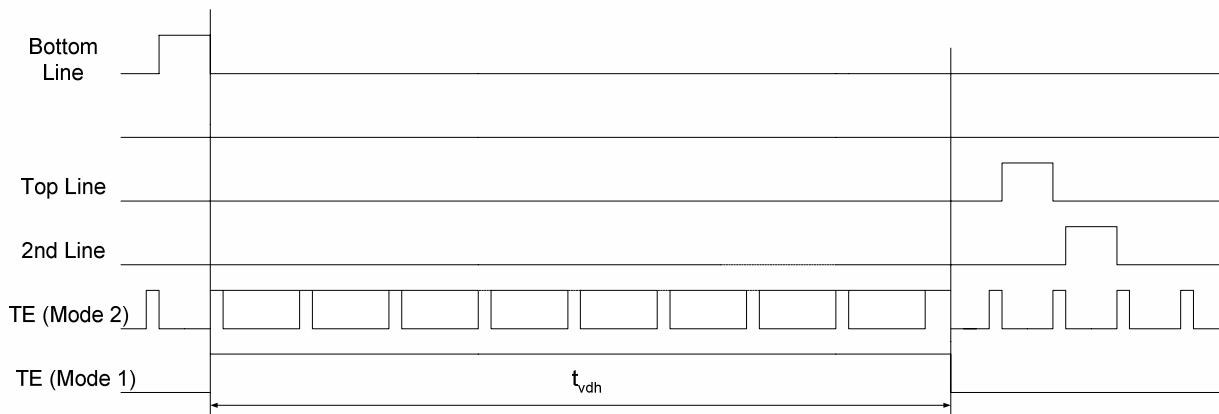 Bottom
Line
Top Line
2nd Line
TE (Mode 2)
TE (Mode 1)
tvdh